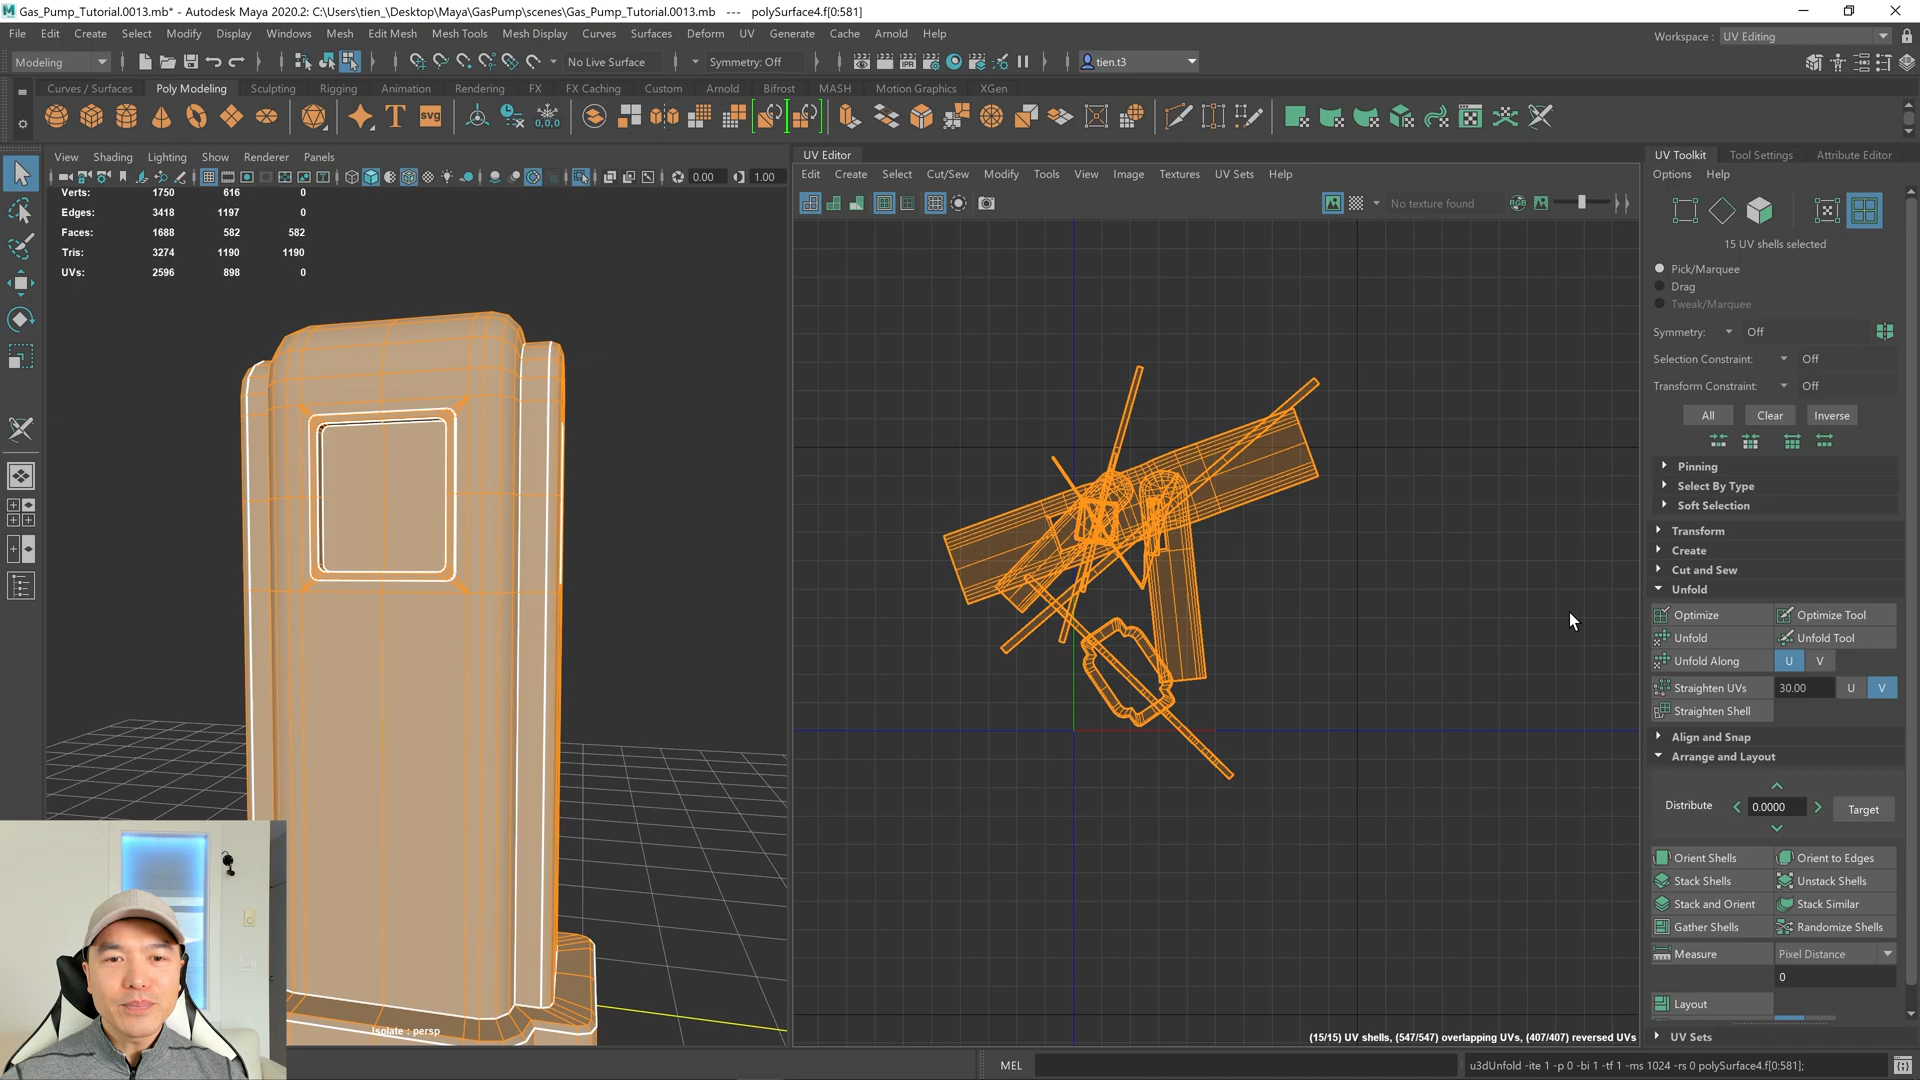 Gas_Pump_Tutorial.0013.mb* - Autodesk Maya 2020.2: C:\Users\tien_\Desktop\Maya\GasPump\scenes\Gas_Pump_Tutorial.0013.mb --- polySurface4.f[0:581]
File Edit Create Select Modify Display Windows Mesh Edit Mesh Mesh Tools Mesh Display Curves Surfaces Deform UV Generate Cache Arnold Help
Workspace : UV Editing
Modeling No Live Surface Symmetry: Off tien.t3
Curves / Surfaces Poly Modeling Sculpting Rigging Animation Rendering FX FX Caching Custom Arnold Bifrost MASH Motion Graphics XGen
T svg 0,0,0
View Shading Lighting Show Renderer Panels
0.00 1.00
Verts: 1750 616 0
Edges: 3418 1197 0
Faces: 1688 582 582
Tris: 3274 1190 1190
UVs: 2596 898 0
Isolate : persp
UV Editor
Edit Create Select Cut/Sew Modify Tools View Image Textures UV Sets Help
No texture found RGB
(15/15) UV shells, (547/547) overlapping UVs, (407/407) reversed UVs
UV Toolkit Tool Settings Attribute Editor
Options Help
15 UV shells selected
Pick/Marquee
Drag
Tweak/Marquee
Symmetry: Off
Selection Constraint: Off
Transform Constraint: Off
All Clear Inverse
Pinning
Select By Type
Soft Selection
Transform
Create
Cut and Sew
Unfold
Optimize Optimize Tool
Unfold Unfold Tool
Unfold Along U V
Straighten UVs 30.00 U V
Straighten Shell
Align and Snap
Arrange and Layout
Distribute 0.0000 Target
Orient Shells Orient to Edges
Stack Shells Unstack Shells
Stack and Orient Stack Similar
Gather Shells Randomize Shells
Measure Pixel Distance
0
Layout
UV Sets
MEL u3dUnfold -ite 1 -p 0 -bi 1 -tf 1 -ms 1024 -rs 0 polySurface4.f[0:581];